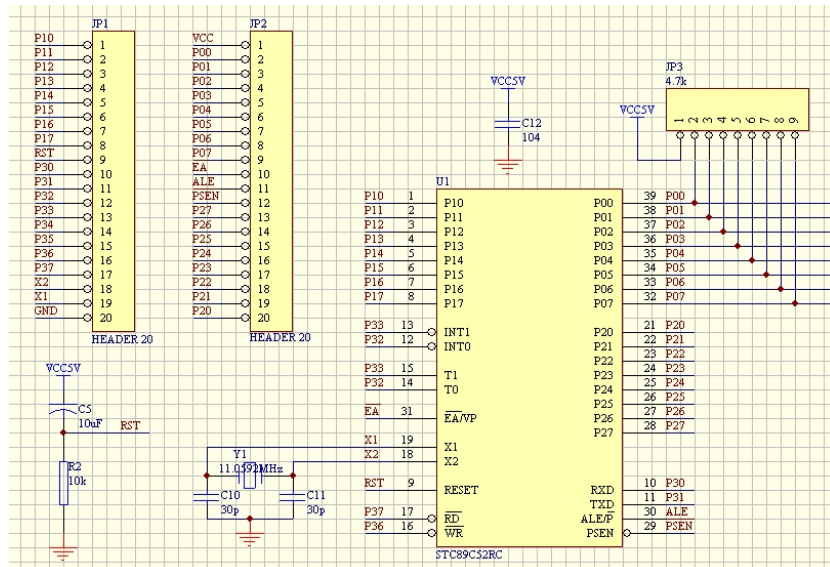 JP1
P10 1
P11 2
P12 3
P13 4
P14 5
P15 6
P16 7
P17 8
RST 9
P30 10
P31 11
P32 12
P33 13
P34 14
P35 15
P36 16
P37 17
X2 18
X1 19
GND 20
HEADER 20
JP2
VCC 1
P00 2
P01 3
P02 4
P03 5
P04 6
P05 7
P06 8
P07 9
EA 10
ALE 11
PSEN 12
P27 13
P26 14
P25 15
P24 16
P23 17
P22 18
P21 19
P20 20
HEADER 20
VCC5V
C12
104
JP3
4.7k
VCC5V
1 2 3 4 5 6 7 8 9
U1
P10 1 P10 P00 39 P00
P11 2 P11 P01 38 P01
P12 3 P12 P02 37 P02
P13 4 P13 P03 36 P03
P14 5 P14 P04 35 P04
P15 6 P15 P05 34 P05
P16 7 P16 P06 33 P06
P17 8 P17 P07 32 P07
P33 13 INT1 P20 21 P20
P32 12 INT0 P21 22 P21
P22 23 P22
P33 15 T1 P23 24 P23
P32 14 T0 P24 25 P24
P25 26 P25
EA 31 EA/VP P26 27 P26
P27 28 P27
X1 19 X1
X2 18 X2
RST 9 RESET RXD 10 P30
TXD 11 P31
P37 17 RD ALE/P 30 ALE
P36 16 WR PSEN 29 PSEN
STC89C52RC
VCC5V
C5
10uF
RST
R2
10k
Y1
11.0592MHz
C10
30p
C11
30p